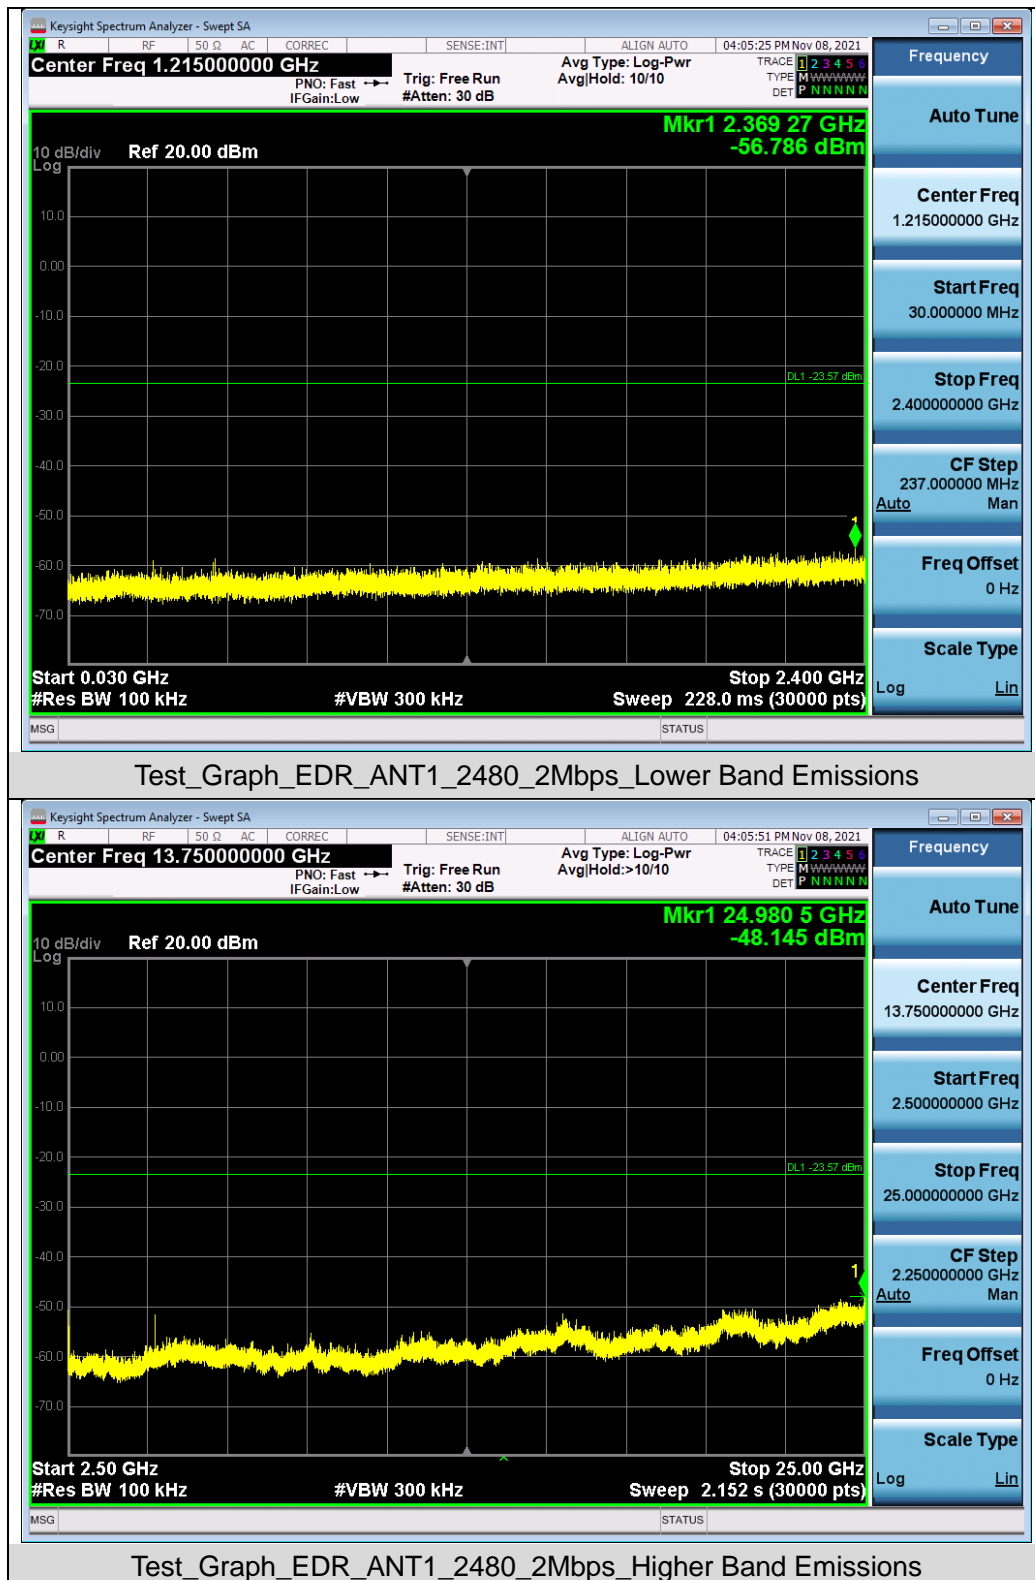 Keysight Spectrum Analyzer - Swept SA
LXI R RF 50 Ω AC CORREC SENSE:INT ALIGN AUTO 04:05:25 PM Nov 08, 2021
Center Freq 1.215000000 GHz
PNO: Fast
IFGain:Low
Trig: Free Run
#Atten: 30 dB
Avg Type: Log-Pwr
Avg|Hold: 10/10
TRACE 1 2 3 4 5 6
TYPE M W W W W W
DET P N N N N N
Mkr1 2.369 27 GHz
-56.786 dBm
10 dB/div Ref 20.00 dBm
Log
10.0
0.00
-10.0
-20.0
DL1 -23.57 dBm
-30.0
-40.0
-50.0
1
-60.0
-70.0
Start 0.030 GHz Stop 2.400 GHz
#Res BW 100 kHz #VBW 300 kHz Sweep 228.0 ms (30000 pts)
MSG STATUS
Frequency
Auto Tune
Center Freq
1.215000000 GHz
Start Freq
30.000000 MHz
Stop Freq
2.400000000 GHz
CF Step
237.000000 MHz
Auto Man
Freq Offset
0 Hz
Scale Type
Log Lin
Test_Graph_EDR_ANT1_2480_2Mbps_Lower Band Emissions
Keysight Spectrum Analyzer - Swept SA
LXI R RF 50 Ω AC CORREC SENSE:INT ALIGN AUTO 04:05:51 PM Nov 08, 2021
Center Freq 13.750000000 GHz
PNO: Fast
IFGain:Low
Trig: Free Run
#Atten: 30 dB
Avg Type: Log-Pwr
Avg|Hold:>10/10
TRACE 1 2 3 4 5 6
TYPE M W W W W W
DET P N N N N N
Mkr1 24.980 5 GHz
-48.145 dBm
10 dB/div Ref 20.00 dBm
Log
10.0
0.00
-10.0
-20.0
DL1 -23.57 dBm
-30.0
-40.0
1
-50.0
-60.0
-70.0
Start 2.50 GHz Stop 25.00 GHz
#Res BW 100 kHz #VBW 300 kHz Sweep 2.152 s (30000 pts)
MSG STATUS
Frequency
Auto Tune
Center Freq
13.750000000 GHz
Start Freq
2.500000000 GHz
Stop Freq
25.000000000 GHz
CF Step
2.250000000 GHz
Auto Man
Freq Offset
0 Hz
Scale Type
Log Lin
Test_Graph_EDR_ANT1_2480_2Mbps_Higher Band Emissions